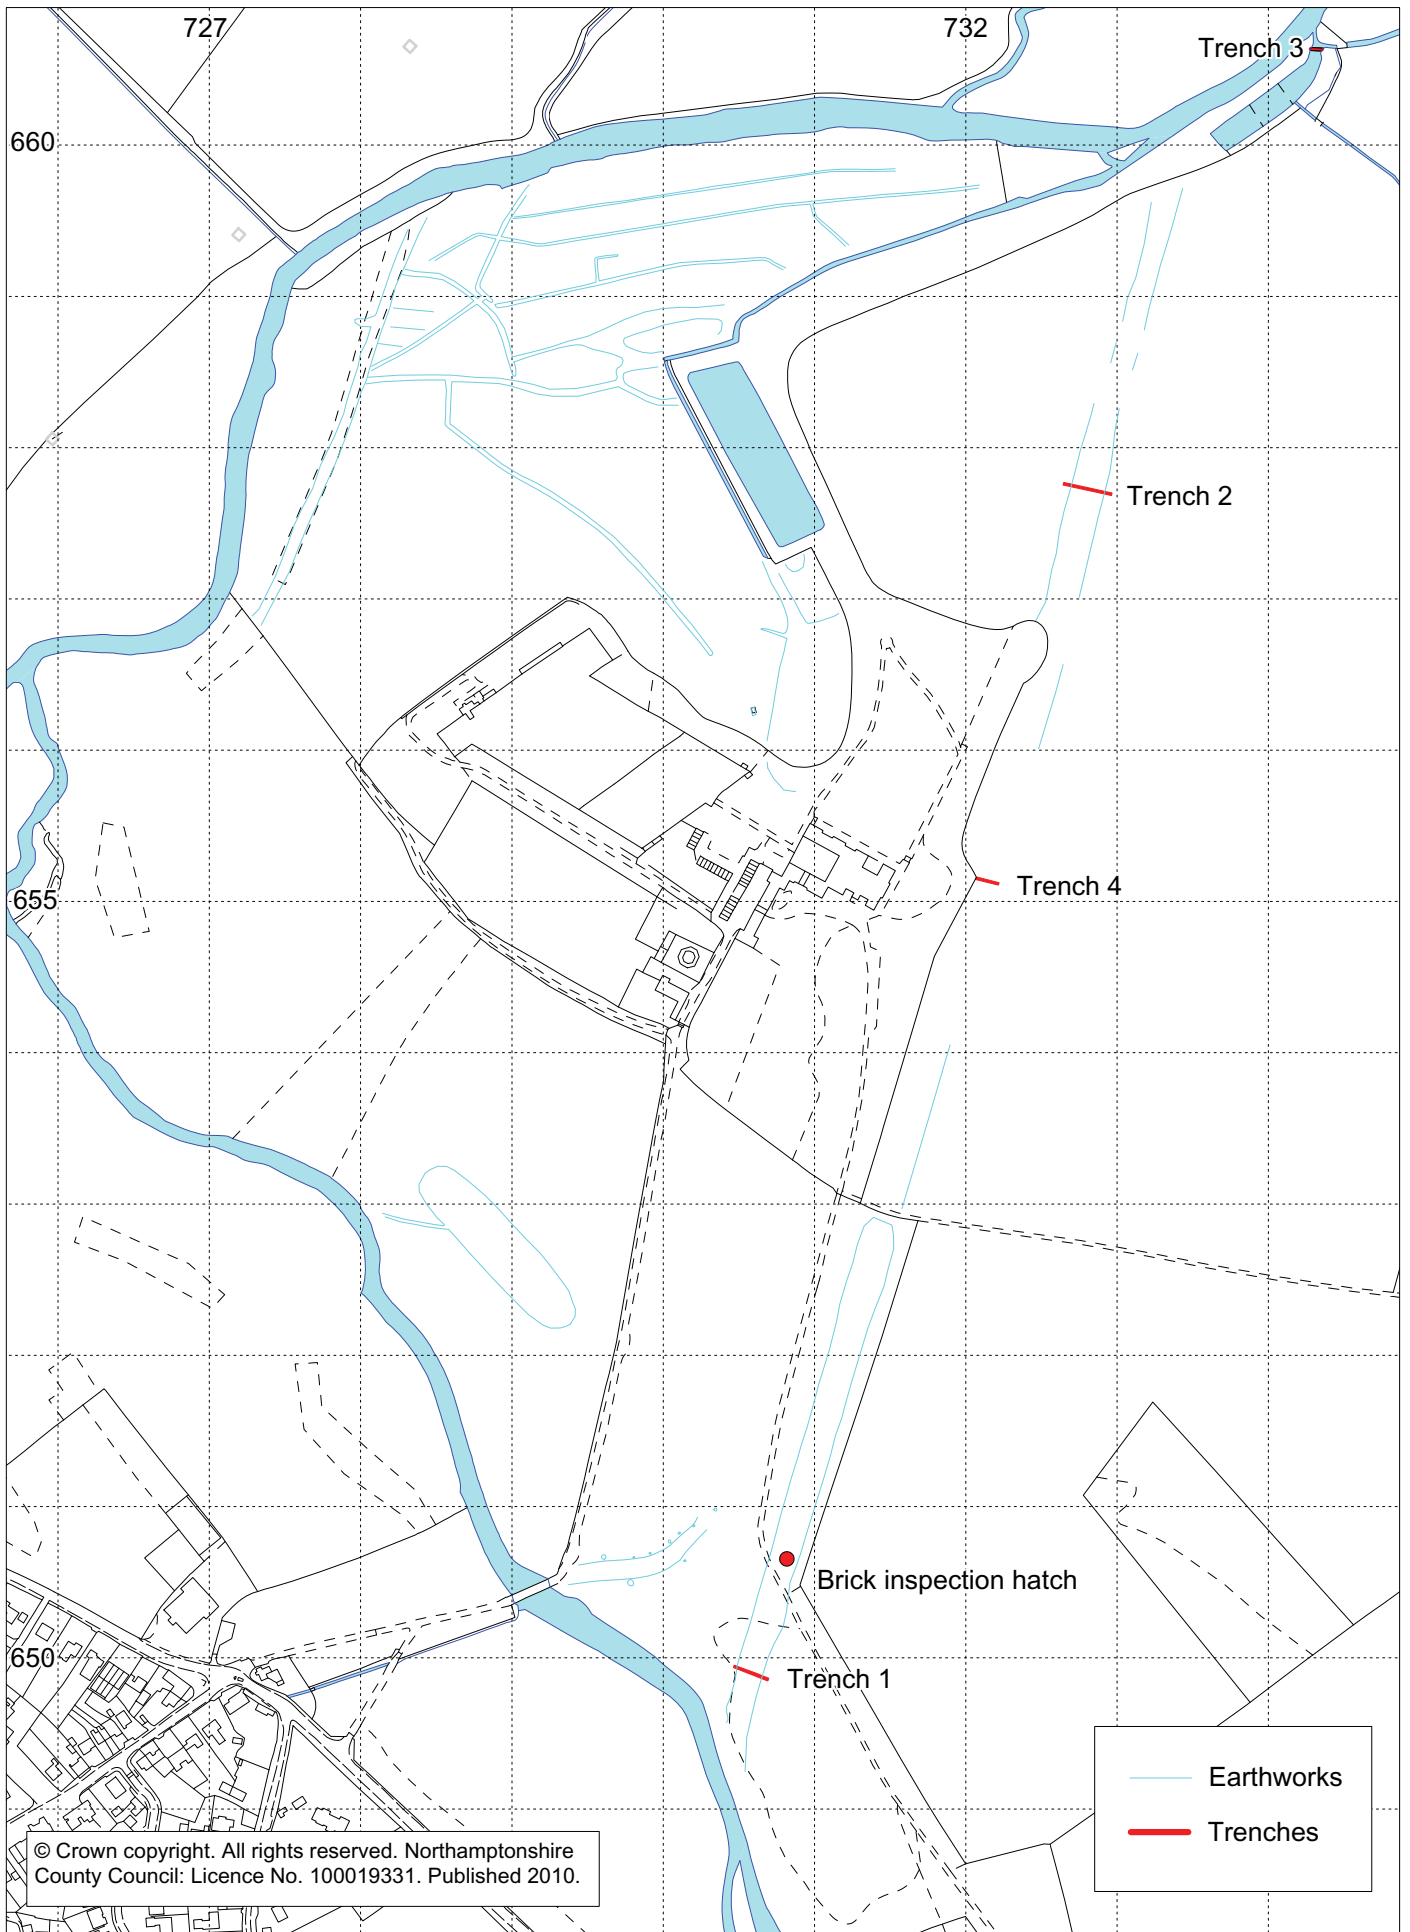 727
732
Trench 3
660
Trench 2
Trench 4
655
Brick inspection hatch
650
Trench 1
Earthworks
Trenches
© Crown copyright. All rights reserved. Northamptonshire
County Council: Licence No. 100019331. Published 2010.